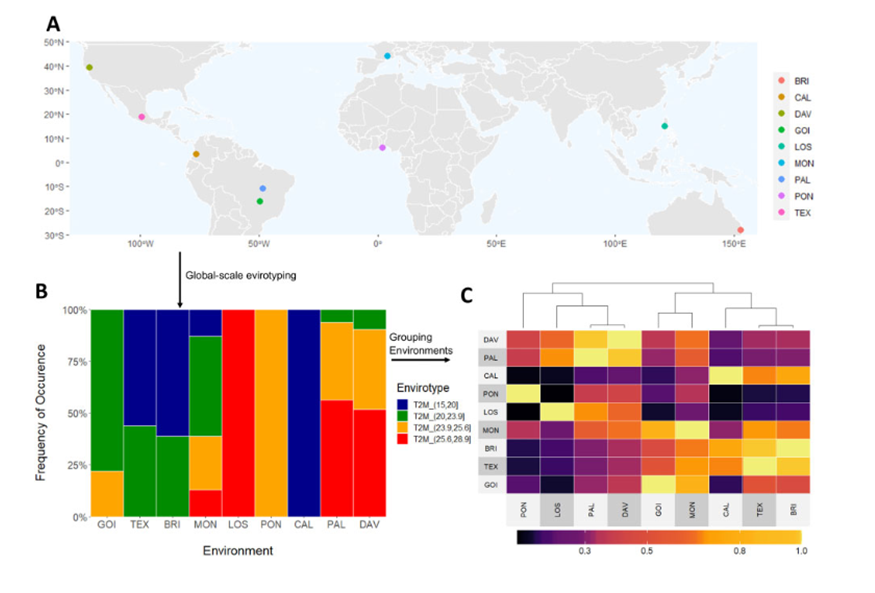 A
50°N
40°N
30°N
20°N
10°N
0°
10°S
20°S
30°S
100°W
50°W
0°
50°E
100°E
150°E
BRI
CAL
DAV
GOI
LOS
MON
PAL
PON
TEX
Global-scale evirotyping
B
100%
75%
50%
25%
0%
Frequency of Occurence
GOI TEX BRI MON LOS PON CAL PAL DAV
Environment
Grouping
Environments
Envirotype
T2M_(15,20]
T2M_(20,23.9]
T2M_(23.9,25.6]
T2M_(25.6,28.9]
C
DAV
PAL
CAL
PON
LOS
MON
BRI
TEX
GOI
PON LOS PAL DAV GOI MON CAL TEX BRI
0.3 0.5 0.8 1.0